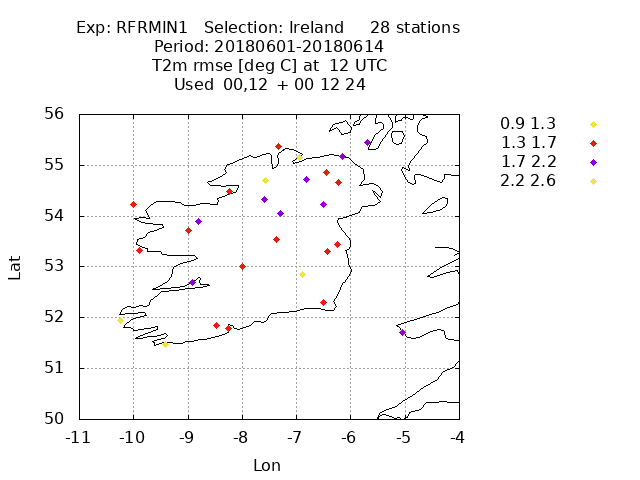 Exp: RFRMIN1 Selection: Ireland 28 stations
Period: 20180601-20180614
T2m rmse [deg C] at 12 UTC
Used 00,12 + 00 12 24
0.9 1.3
1.3 1.7
1.7 2.2
2.2 2.6
56
55
54
53
52
51
50
Lat
-11 -10 -9 -8 -7 -6 -5 -4
Lon